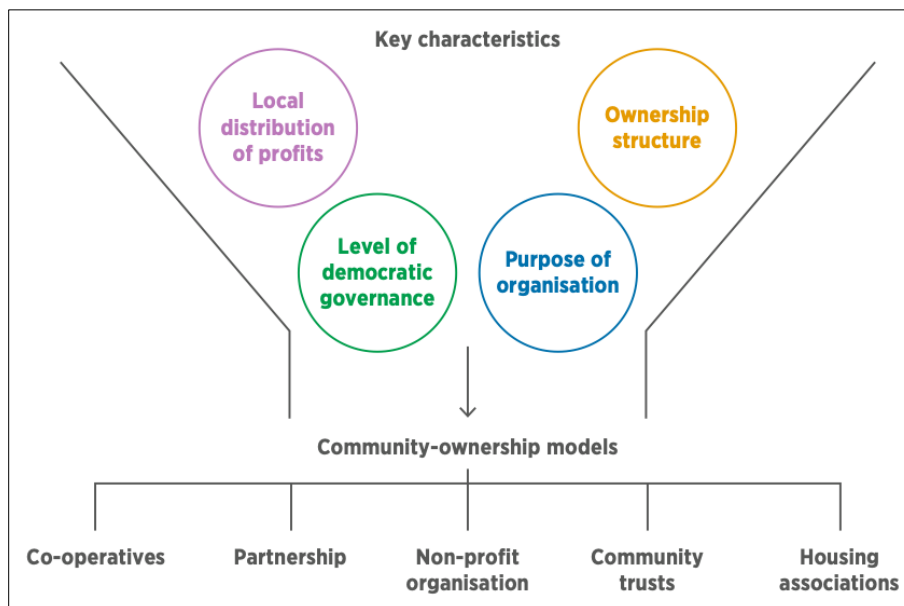 Key characteristics
Local
distribution
of profits
Ownership
structure
Level of
democratic
governance
Purpose of
organisation
Community-ownership models
Co-operatives
Partnership
Non-profit
organisation
Community
trusts
Housing
associations